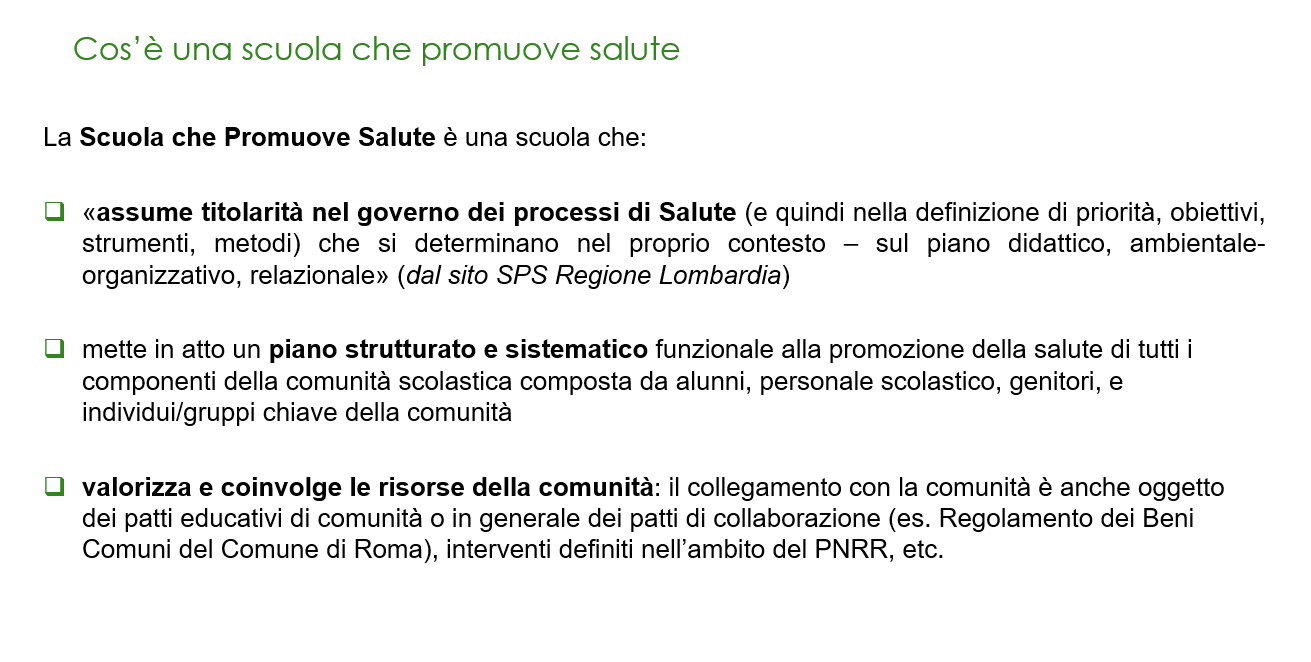 Cos’è una scuola che promuove salute
La Scuola che Promuove Salute è una scuola che:
❑ «assume titolarità nel governo dei processi di Salute (e quindi nella definizione di priorità, obiettivi,
strumenti, metodi) che si determinano nel proprio contesto – sul piano didattico, ambientale-
organizzativo, relazionale» (dal sito SPS Regione Lombardia)
❑ mette in atto un piano strutturato e sistematico funzionale alla promozione della salute di tutti i
componenti della comunità scolastica composta da alunni, personale scolastico, genitori, e
individui/gruppi chiave della comunità
❑ valorizza e coinvolge le risorse della comunità: il collegamento con la comunità è anche oggetto
dei patti educativi di comunità o in generale dei patti di collaborazione (es. Regolamento dei Beni
Comuni del Comune di Roma), interventi definiti nell’ambito del PNRR, etc.